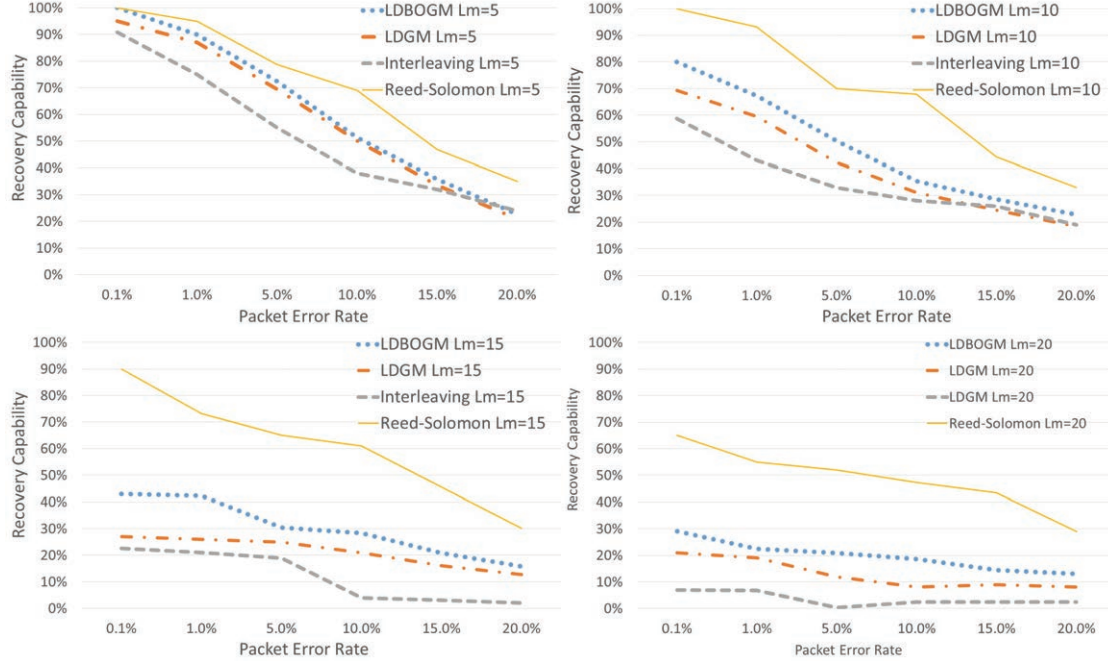 100%
90%
80%
70%
60%
50%
40%
30%
20%
10%
0%
Recovery Capability
LDBOGM Lm=5
LDGM Lm=5
Interleaving Lm=5
Reed-Solomon Lm=5
0.1% 1.0% 5.0% 10.0% 15.0% 20.0%
Packet Error Rate
100%
90%
80%
70%
60%
50%
40%
30%
20%
10%
0%
Recovery Capability
LDBOGM Lm=10
LDGM Lm=10
Interleaving Lm=10
Reed-Solomon Lm=10
0.1% 1.0% 5.0% 10.0% 15.0% 20.0%
Packet Error Rate
100%
90%
80%
70%
60%
50%
40%
30%
20%
10%
0%
Recovery Capability
LDBOGM Lm=15
LDGM Lm=15
Interleaving Lm=15
Reed-Solomon Lm=15
0.1% 1.0% 5.0% 10.0% 15.0% 20.0%
Packet Error Rate
100%
90%
80%
70%
60%
50%
40%
30%
20%
10%
0%
Recovery Capability
LDBOGM Lm=20
LDGM Lm=20
LDGM Lm=20
Reed-Solomon Lm=20
0.1% 1.0% 5.0% 10.0% 15.0% 20.0%
Packet Error Rate